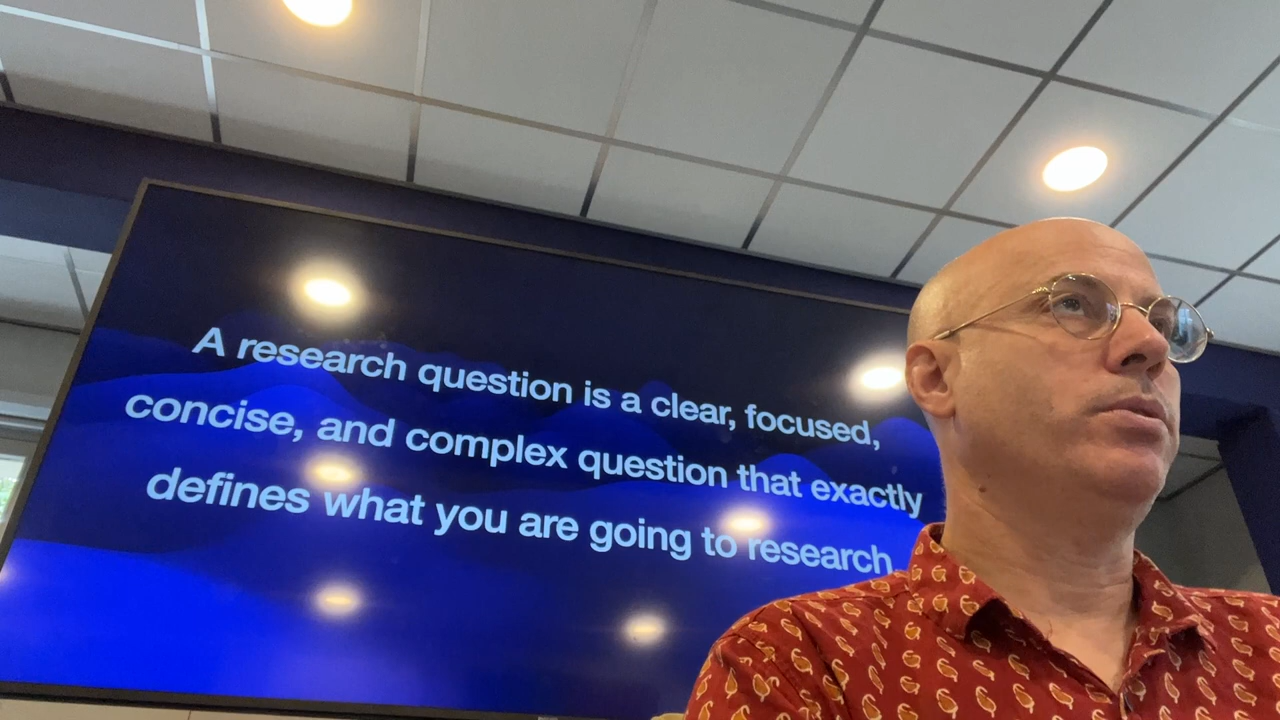 A research question is a clear, focused,
concise, and complex question that exactly
defines what you are going to research